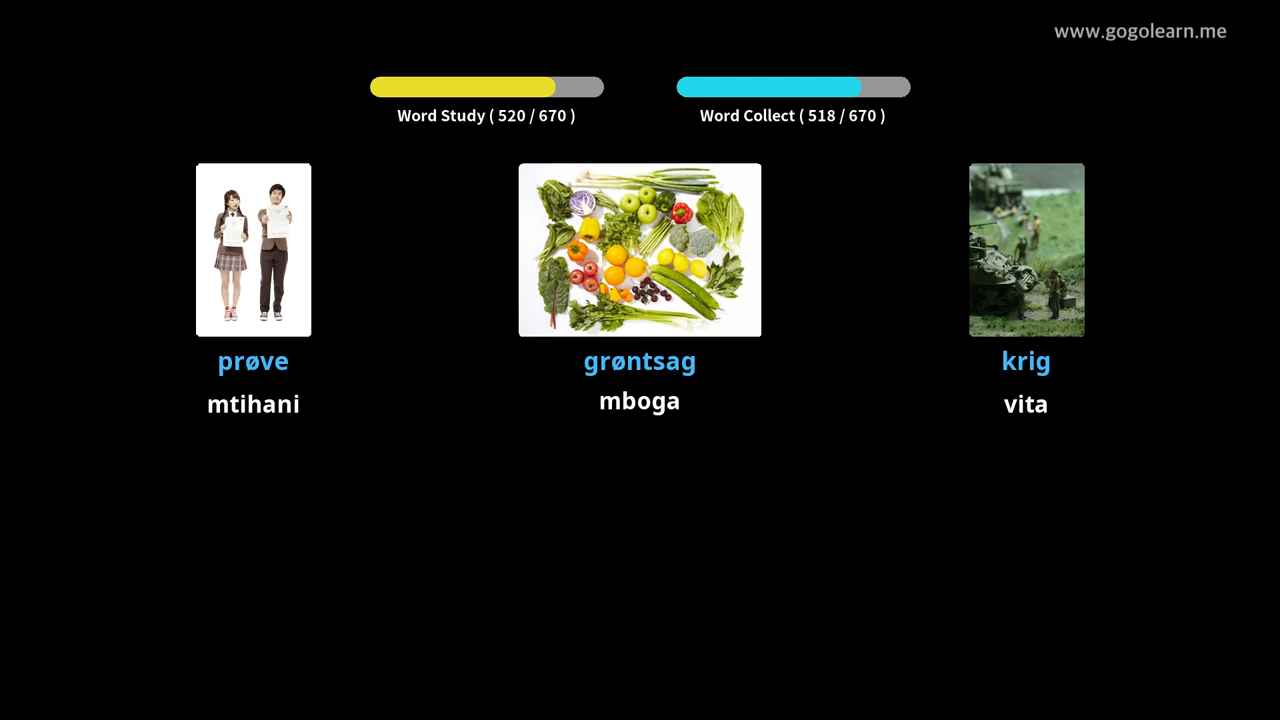 www.gogolearn.me
Word Study ( 520 / 670 )
Word Collect ( 518 / 670 )
prøve
grøntsag
krig
mtihani
mboga
vita